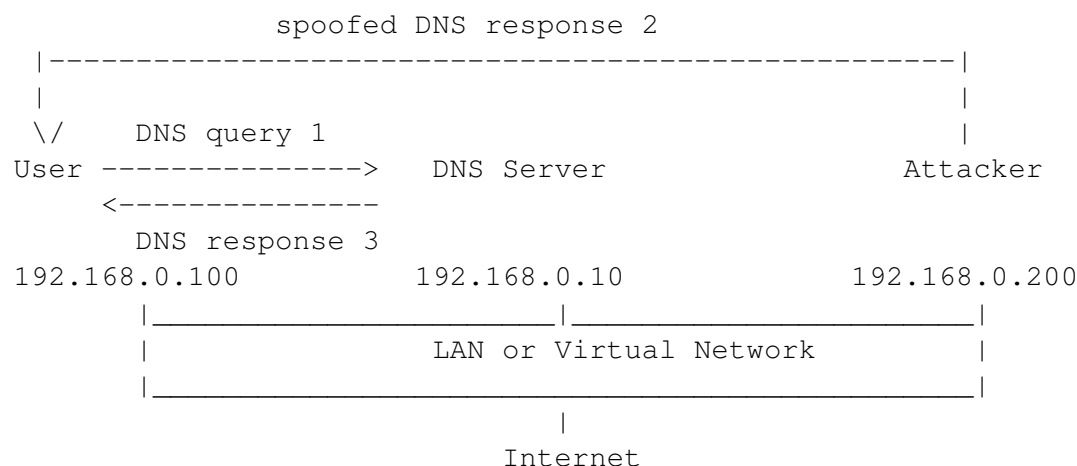 spoofed DNS response 2
DNS query 1
User DNS Server Attacker
DNS response 3
192.168.0.100 192.168.0.10 192.168.0.200
LAN or Virtual Network
Internet